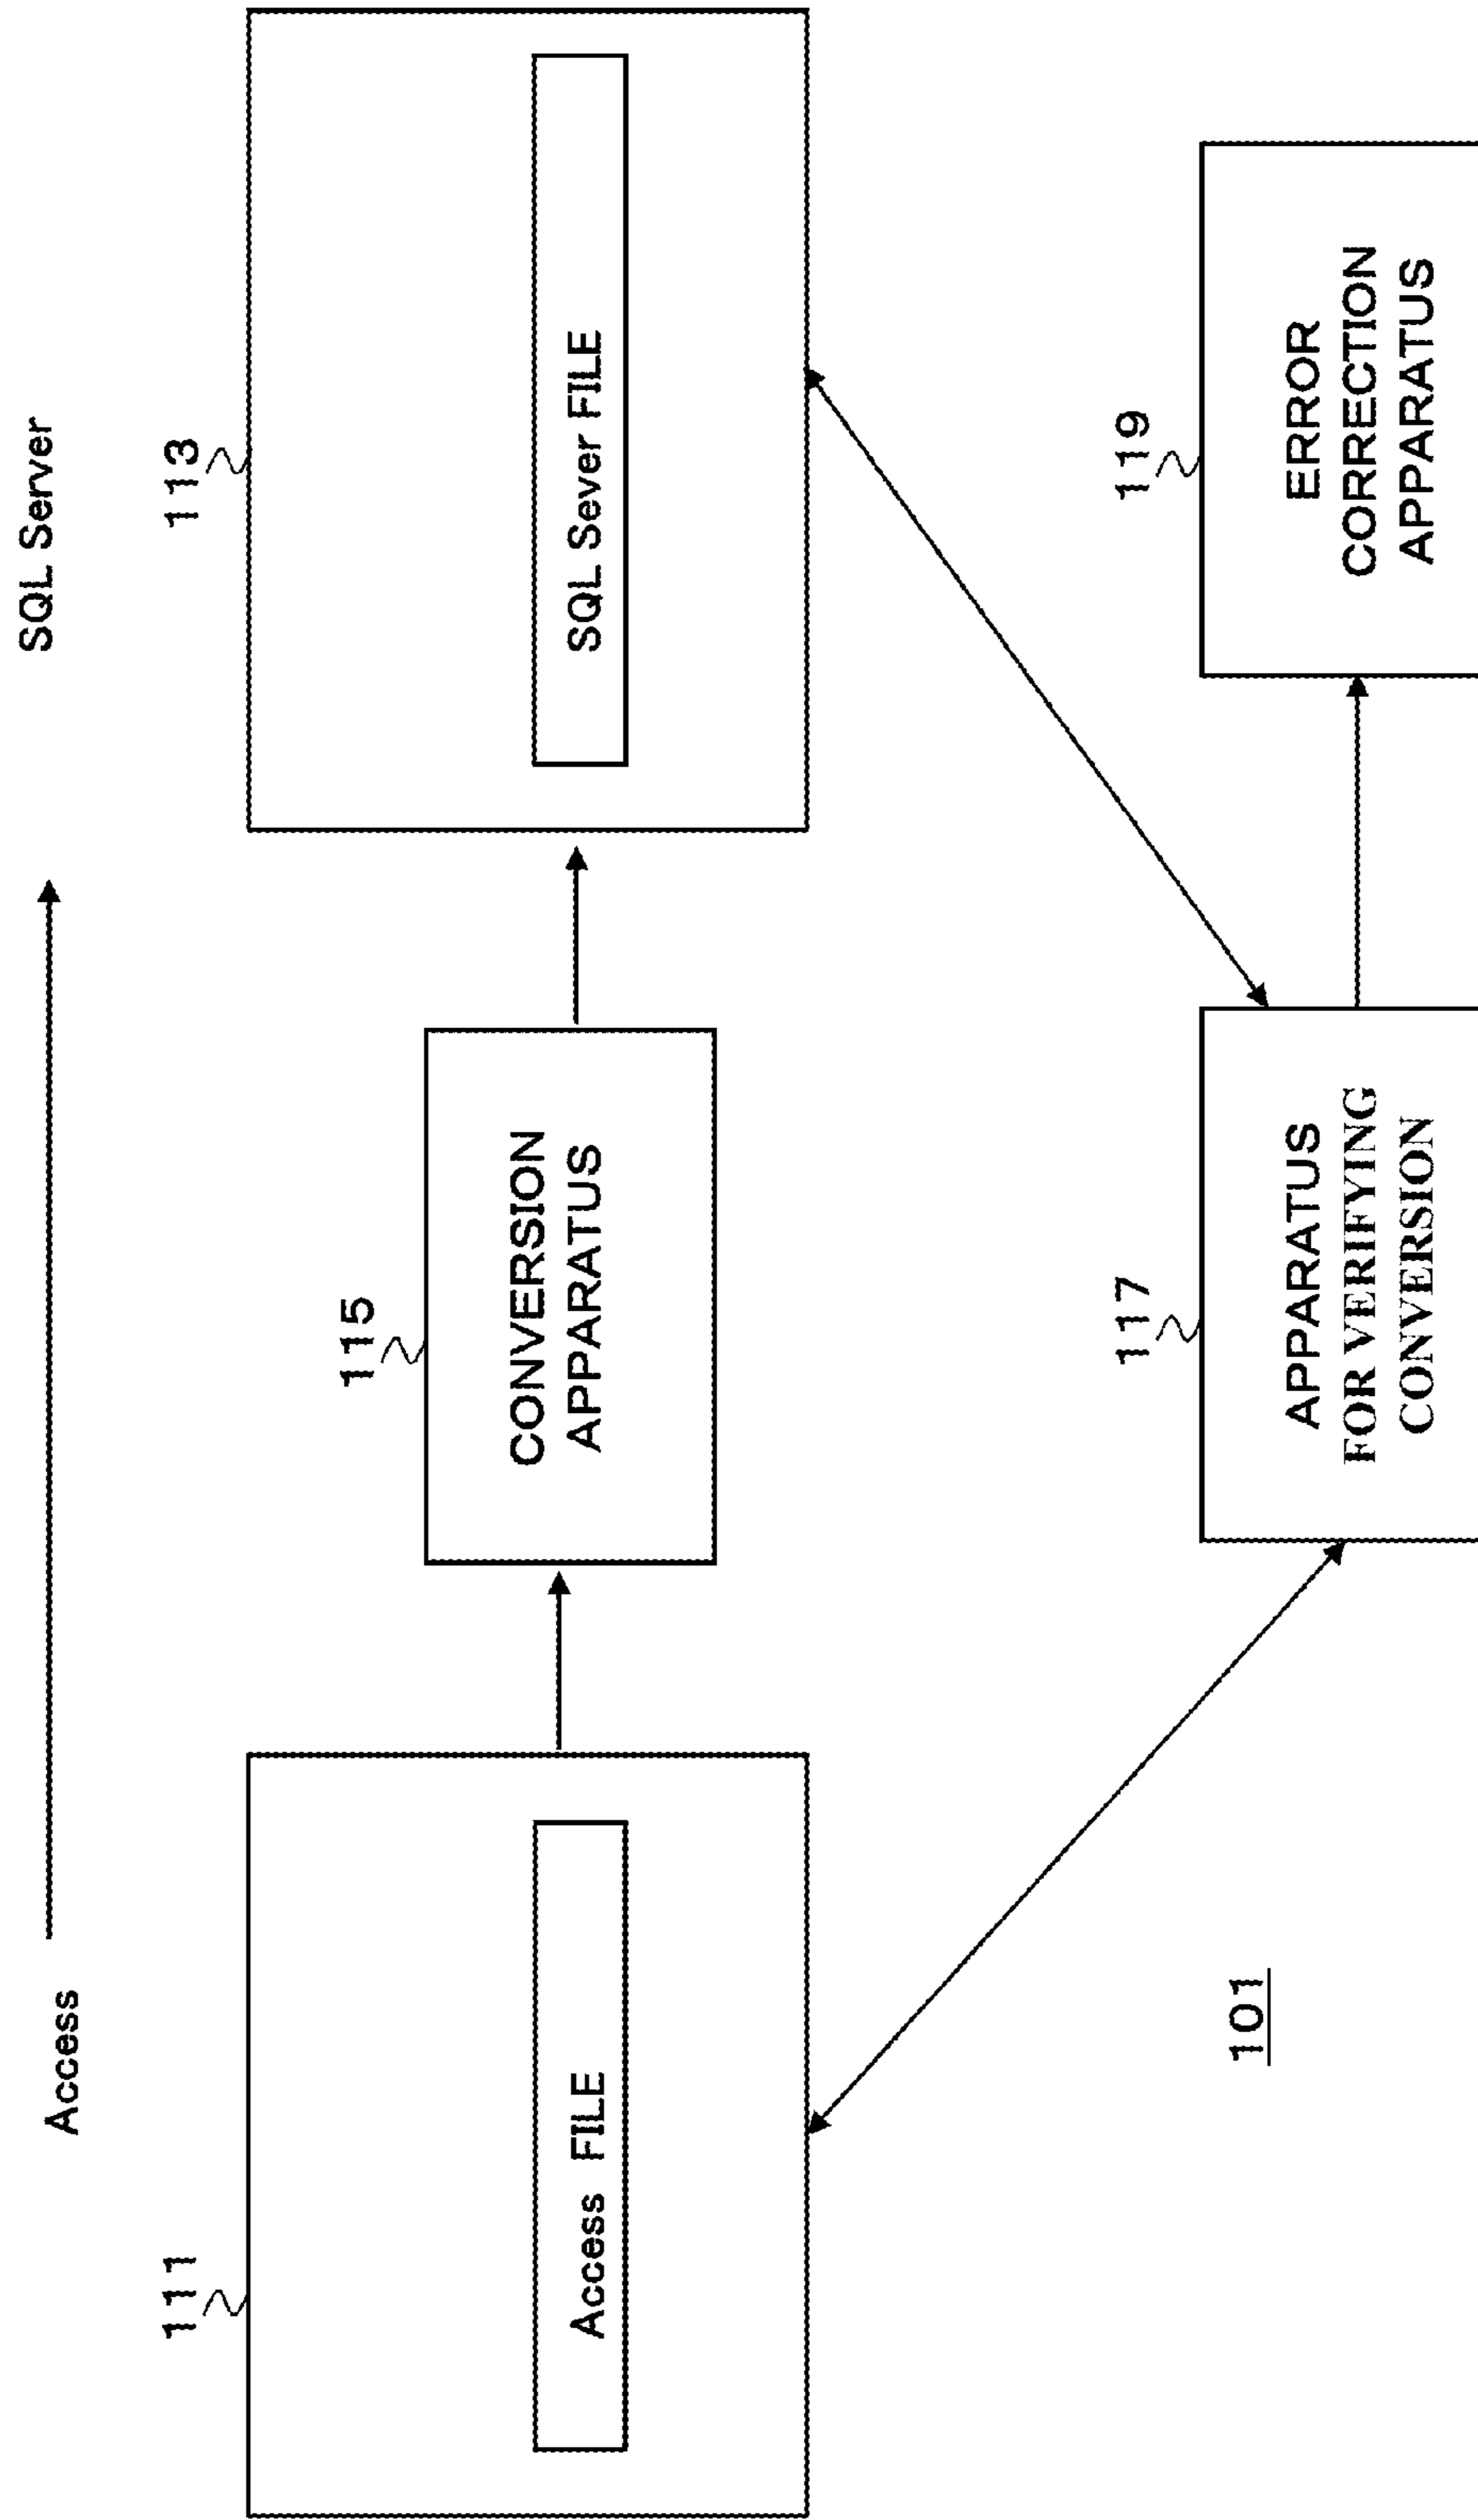 Access
SQL Server
111
Access FILE
115
CONVERSION
APPARATUS
113
SQL Sever FILE
117
APPARATUS
FOR VERIFYING
CONVERSION
119
ERROR
CORRECTION
APPARATUS
101